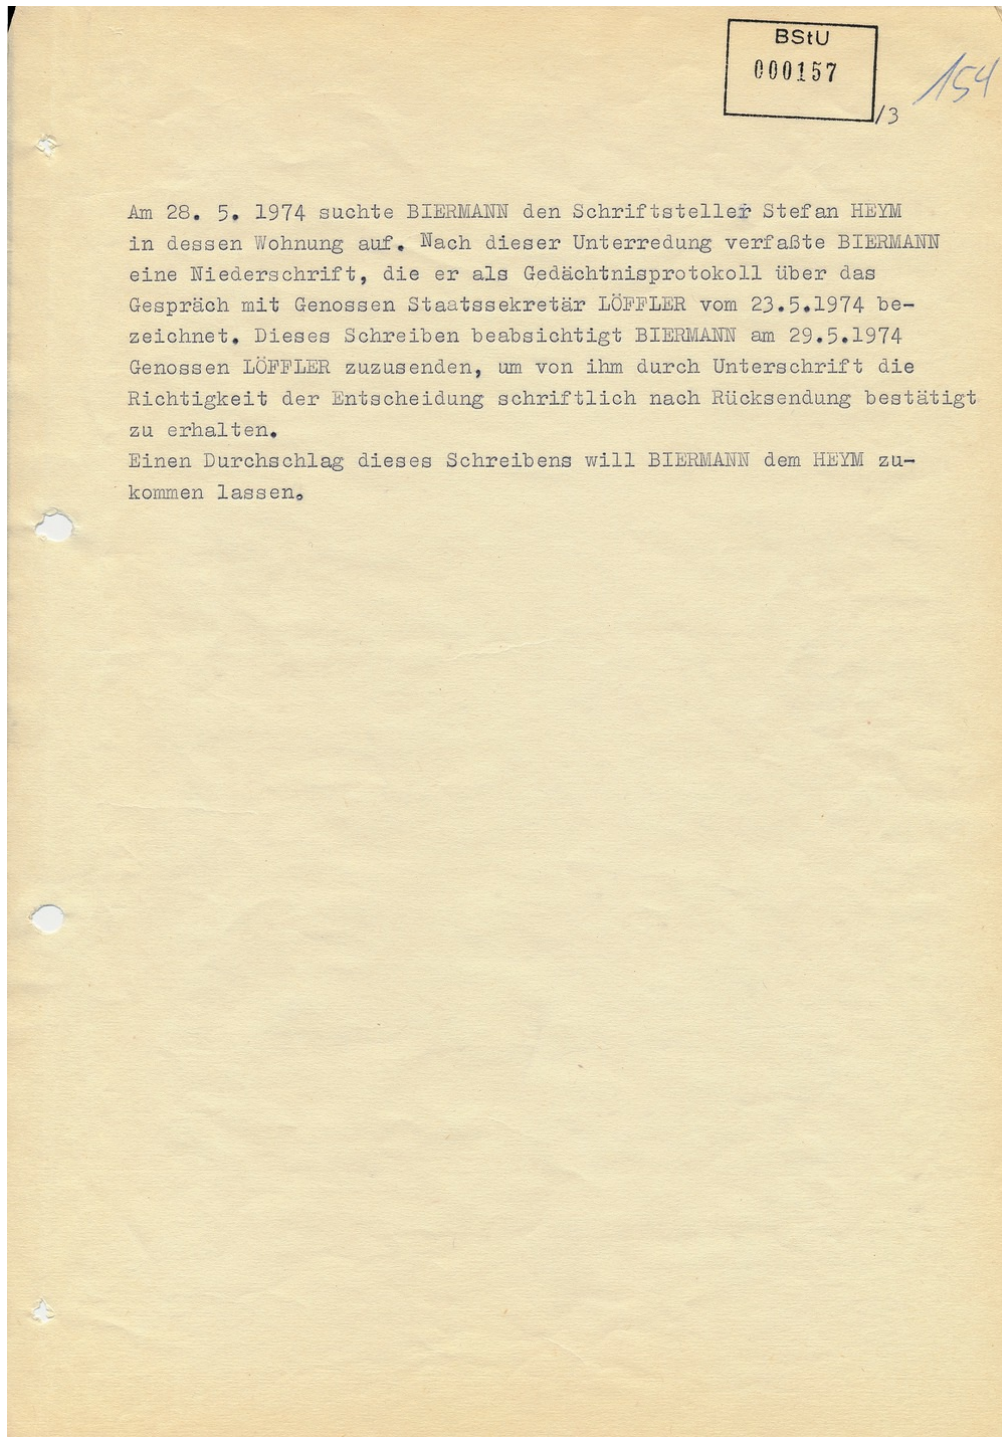 BStU
000157
/3
154
Am 28. 5. 1974 suchte BIERMANN den Schriftsteller Stefan HEYM
in dessen Wohnung auf. Nach dieser Unterredung verfaßte BIERMANN
eine Niederschrift, die er als Gedächtnisprotokoll über das
Gespräch mit Genossen Staatssekretär LÖFFLER vom 23.5.1974 be-
zeichnet. Dieses Schreiben beabsichtigt BIERMANN am 29.5.1974
Genossen LÖFFLER zuzusenden, um von ihm durch Unterschrift die
Richtigkeit der Entscheidung schriftlich nach Rücksendung bestätigt
zu erhalten.
Einen Durchschlag dieses Schreibens will BIERMANN dem HEYM zu-
kommen lassen.